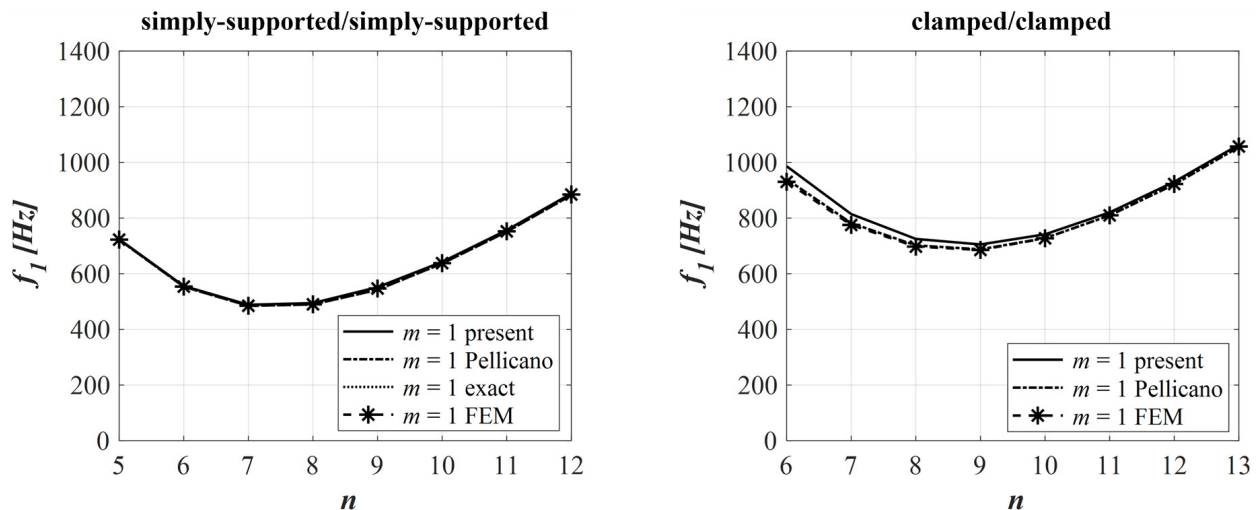 simply-supported/simply-supported
1400
1200
1000
800
600
400
200
0
f1 [Hz]
m = 1 present
m = 1 Pellicano
m = 1 exact
m = 1 FEM
5 6 7 8 9 10 11 12
n
clamped/clamped
1400
1200
1000
800
600
400
200
0
f1 [Hz]
m = 1 present
m = 1 Pellicano
m = 1 FEM
6 7 8 9 10 11 12 13
n